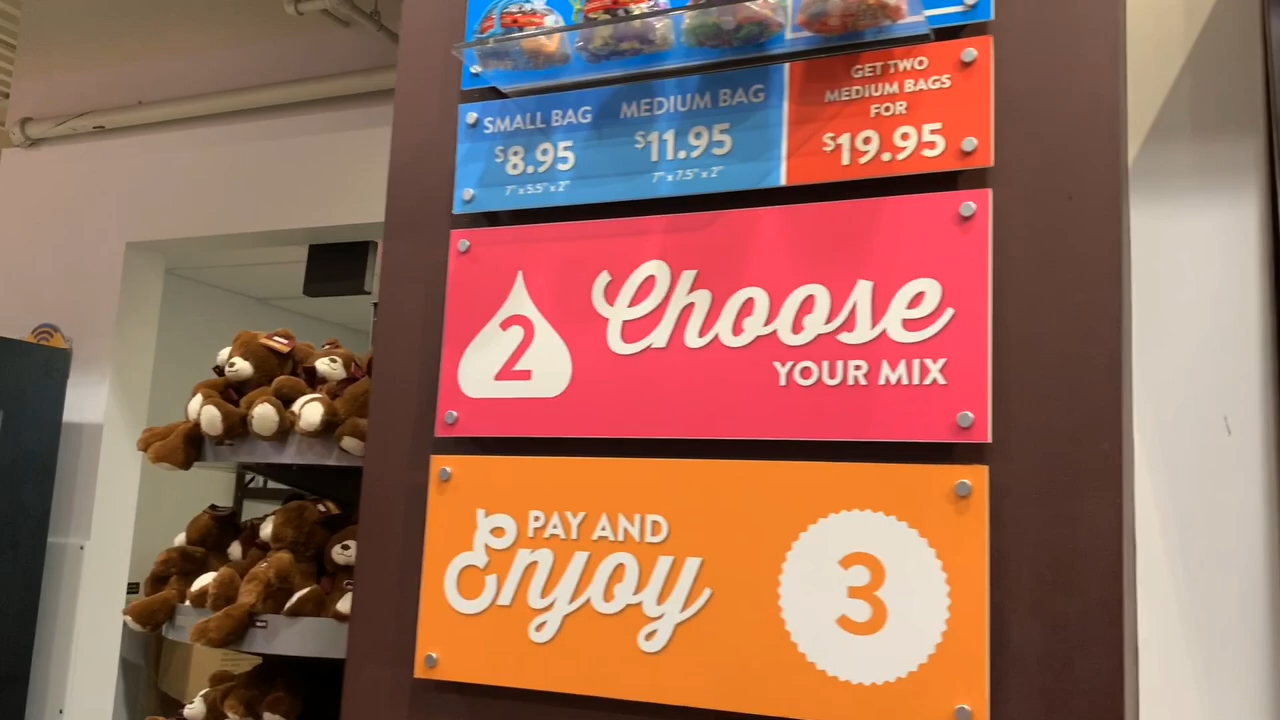 SMALL BAG
$8.95
7" x 5.5" x 2"
MEDIUM BAG
$11.95
7" x 7.5" x 2"
GET TWO
MEDIUM BAGS
FOR
$19.95
2
Choose
YOUR MIX
PAY AND
Enjoy
3